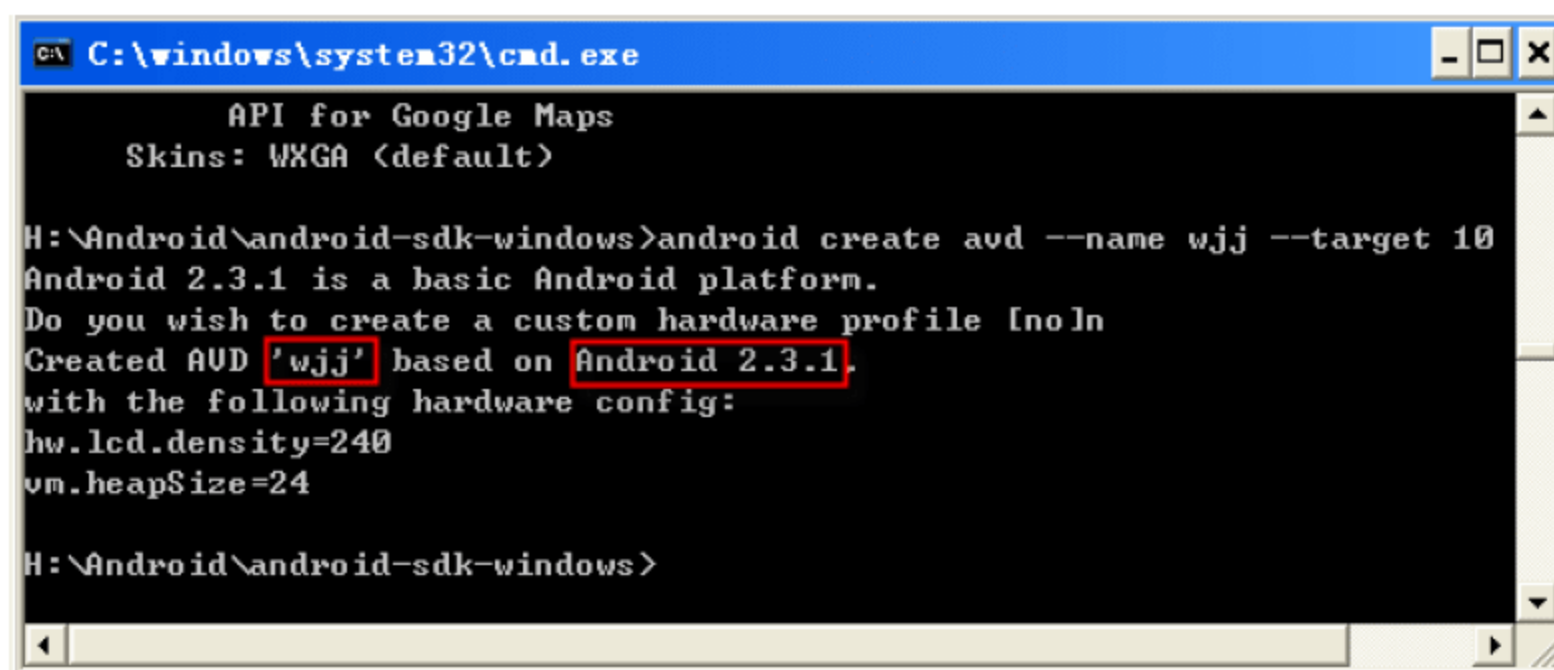 C:\windows\system32\cmd.exe
API for Google Maps
Skins: WXGA (default)
H:\Android\android-sdk-windows>android create avd --name wjj --target 10
Android 2.3.1 is a basic Android platform.
Do you wish to create a custom hardware profile [no]n
Created AVD 'wjj' based on Android 2.3.1.
with the following hardware config:
hw.lcd.density=240
vm.heapSize=24
H:\Android\android-sdk-windows>